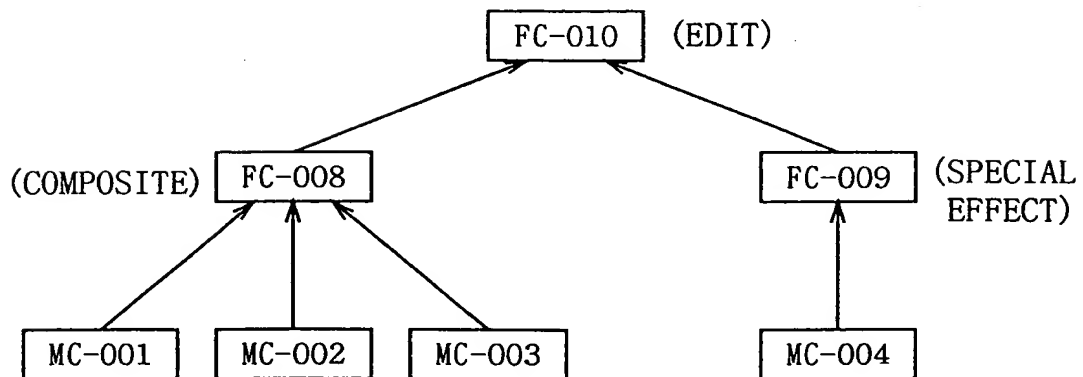 FC-010 (EDIT)
(COMPOSITE) FC-008 FC-009 (SPECIAL
EFFECT)
MC-001 MC-002 MC-003 MC-004